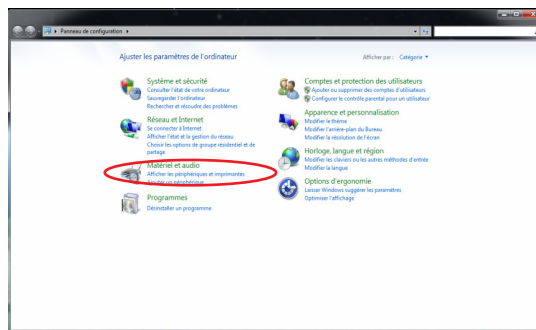 Panneau de configuration
Ajuster les paramètres de l'ordinateur
Afficher par : Catégorie
Système et sécurité
Consulter l'état de votre ordinateur
Sauvegarder l'ordinateur
Rechercher et résoudre des problèmes
Réseau et Internet
Se connecter à Internet
Afficher l'état et la gestion du réseau
Choisir les options de groupe résidentiel et de
partage
Matériel et audio
Afficher les périphériques et imprimantes
Ajouter un périphérique
Programmes
Désinstaller un programme
Comptes et protection des utilisateurs
Ajouter ou supprimer des comptes d'utilisateurs
Configurer le contrôle parental pour un utilisateur
Apparence et personnalisation
Modifier le thème
Modifier l'arrière-plan du Bureau
Modifier la résolution de l'écran
Horloge, langue et région
Modifier les claviers ou les autres méthodes d'entrée
Modifier la langue
Options d'ergonomie
Laisser Windows suggérer les paramètres
Optimiser l'affichage